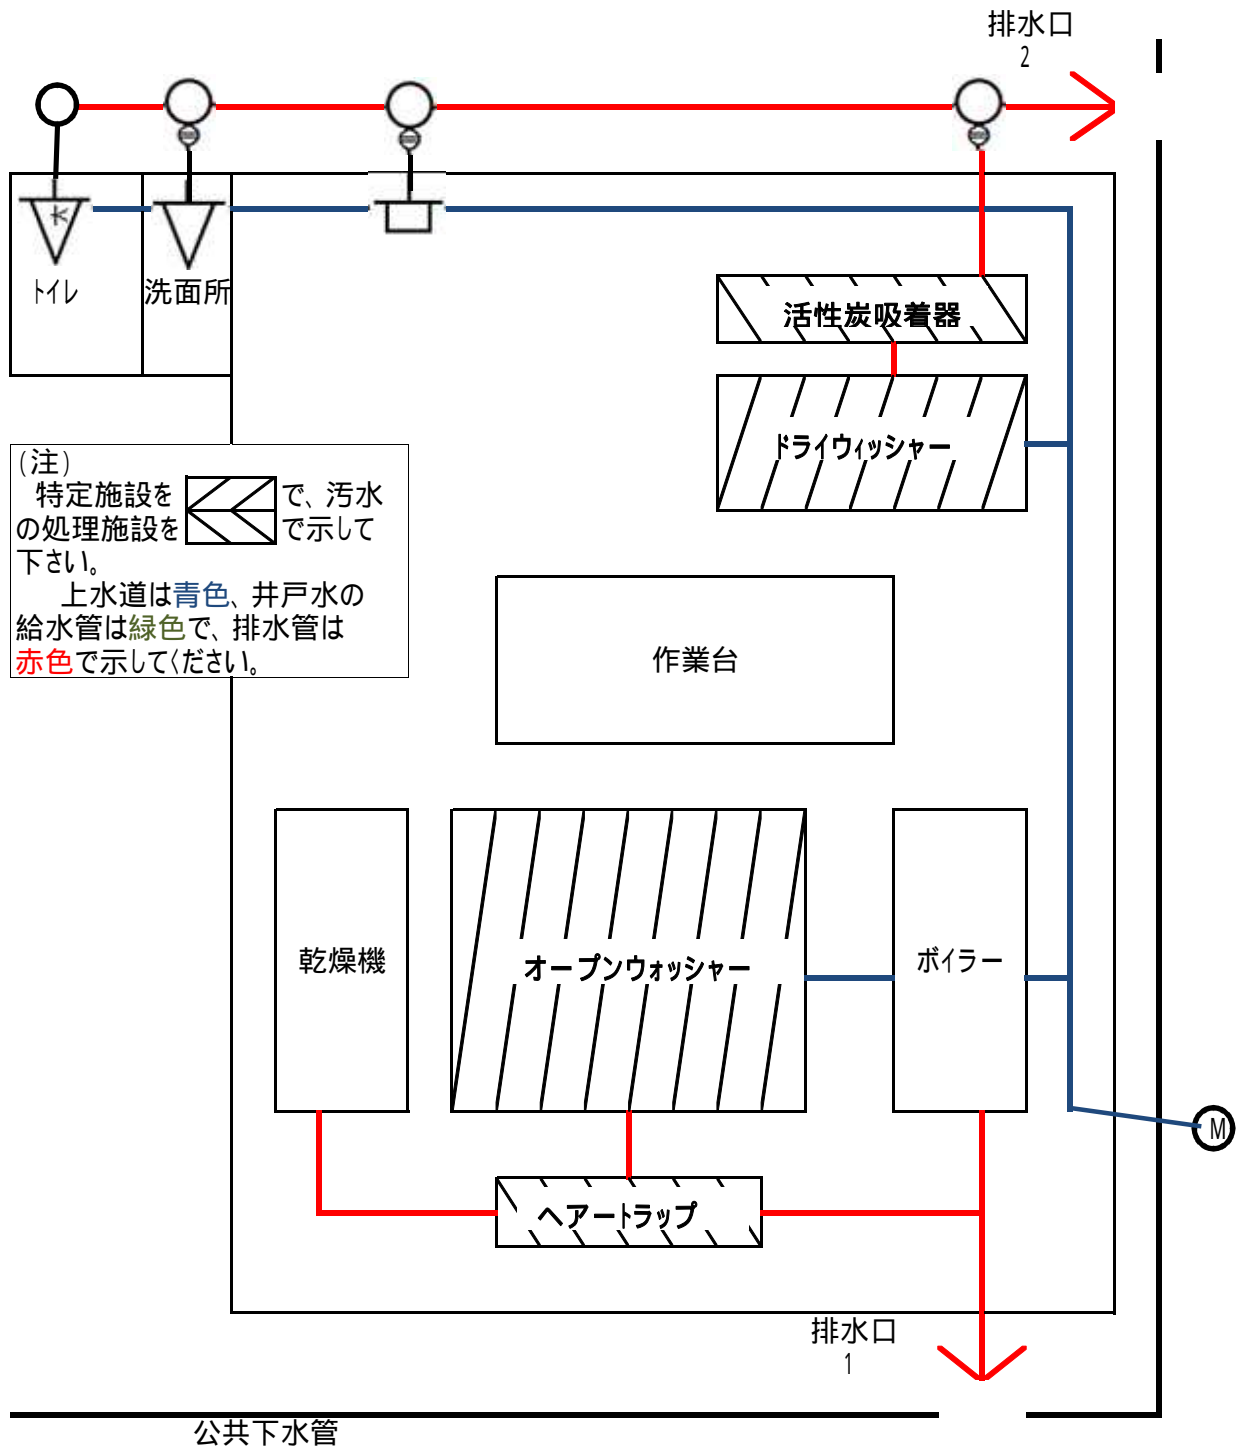 排水口
2
トイレ
洗面所
活性炭吸着器
ドライウィッシャー
(注)
特定施設を で、汚水
の処理施設を で示して
下さい。
上水道は青色、井戸水の
給水管は緑色で、排水管は
赤色で示してください。
作業台
乾燥機
オープンウォッシャー
ボイラー
M
ヘアートラップ
排水口
1
公共下水管